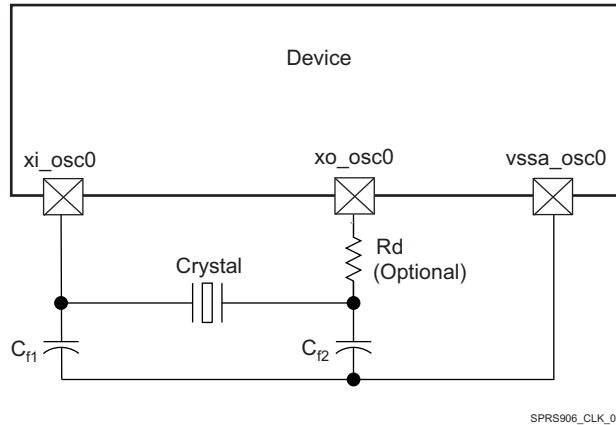 Device
xi_osc0 xo_osc0 vssa_osc0
Rd
(Optional)
Crystal
Cf1 Cf2
SPRS906_CLK_0